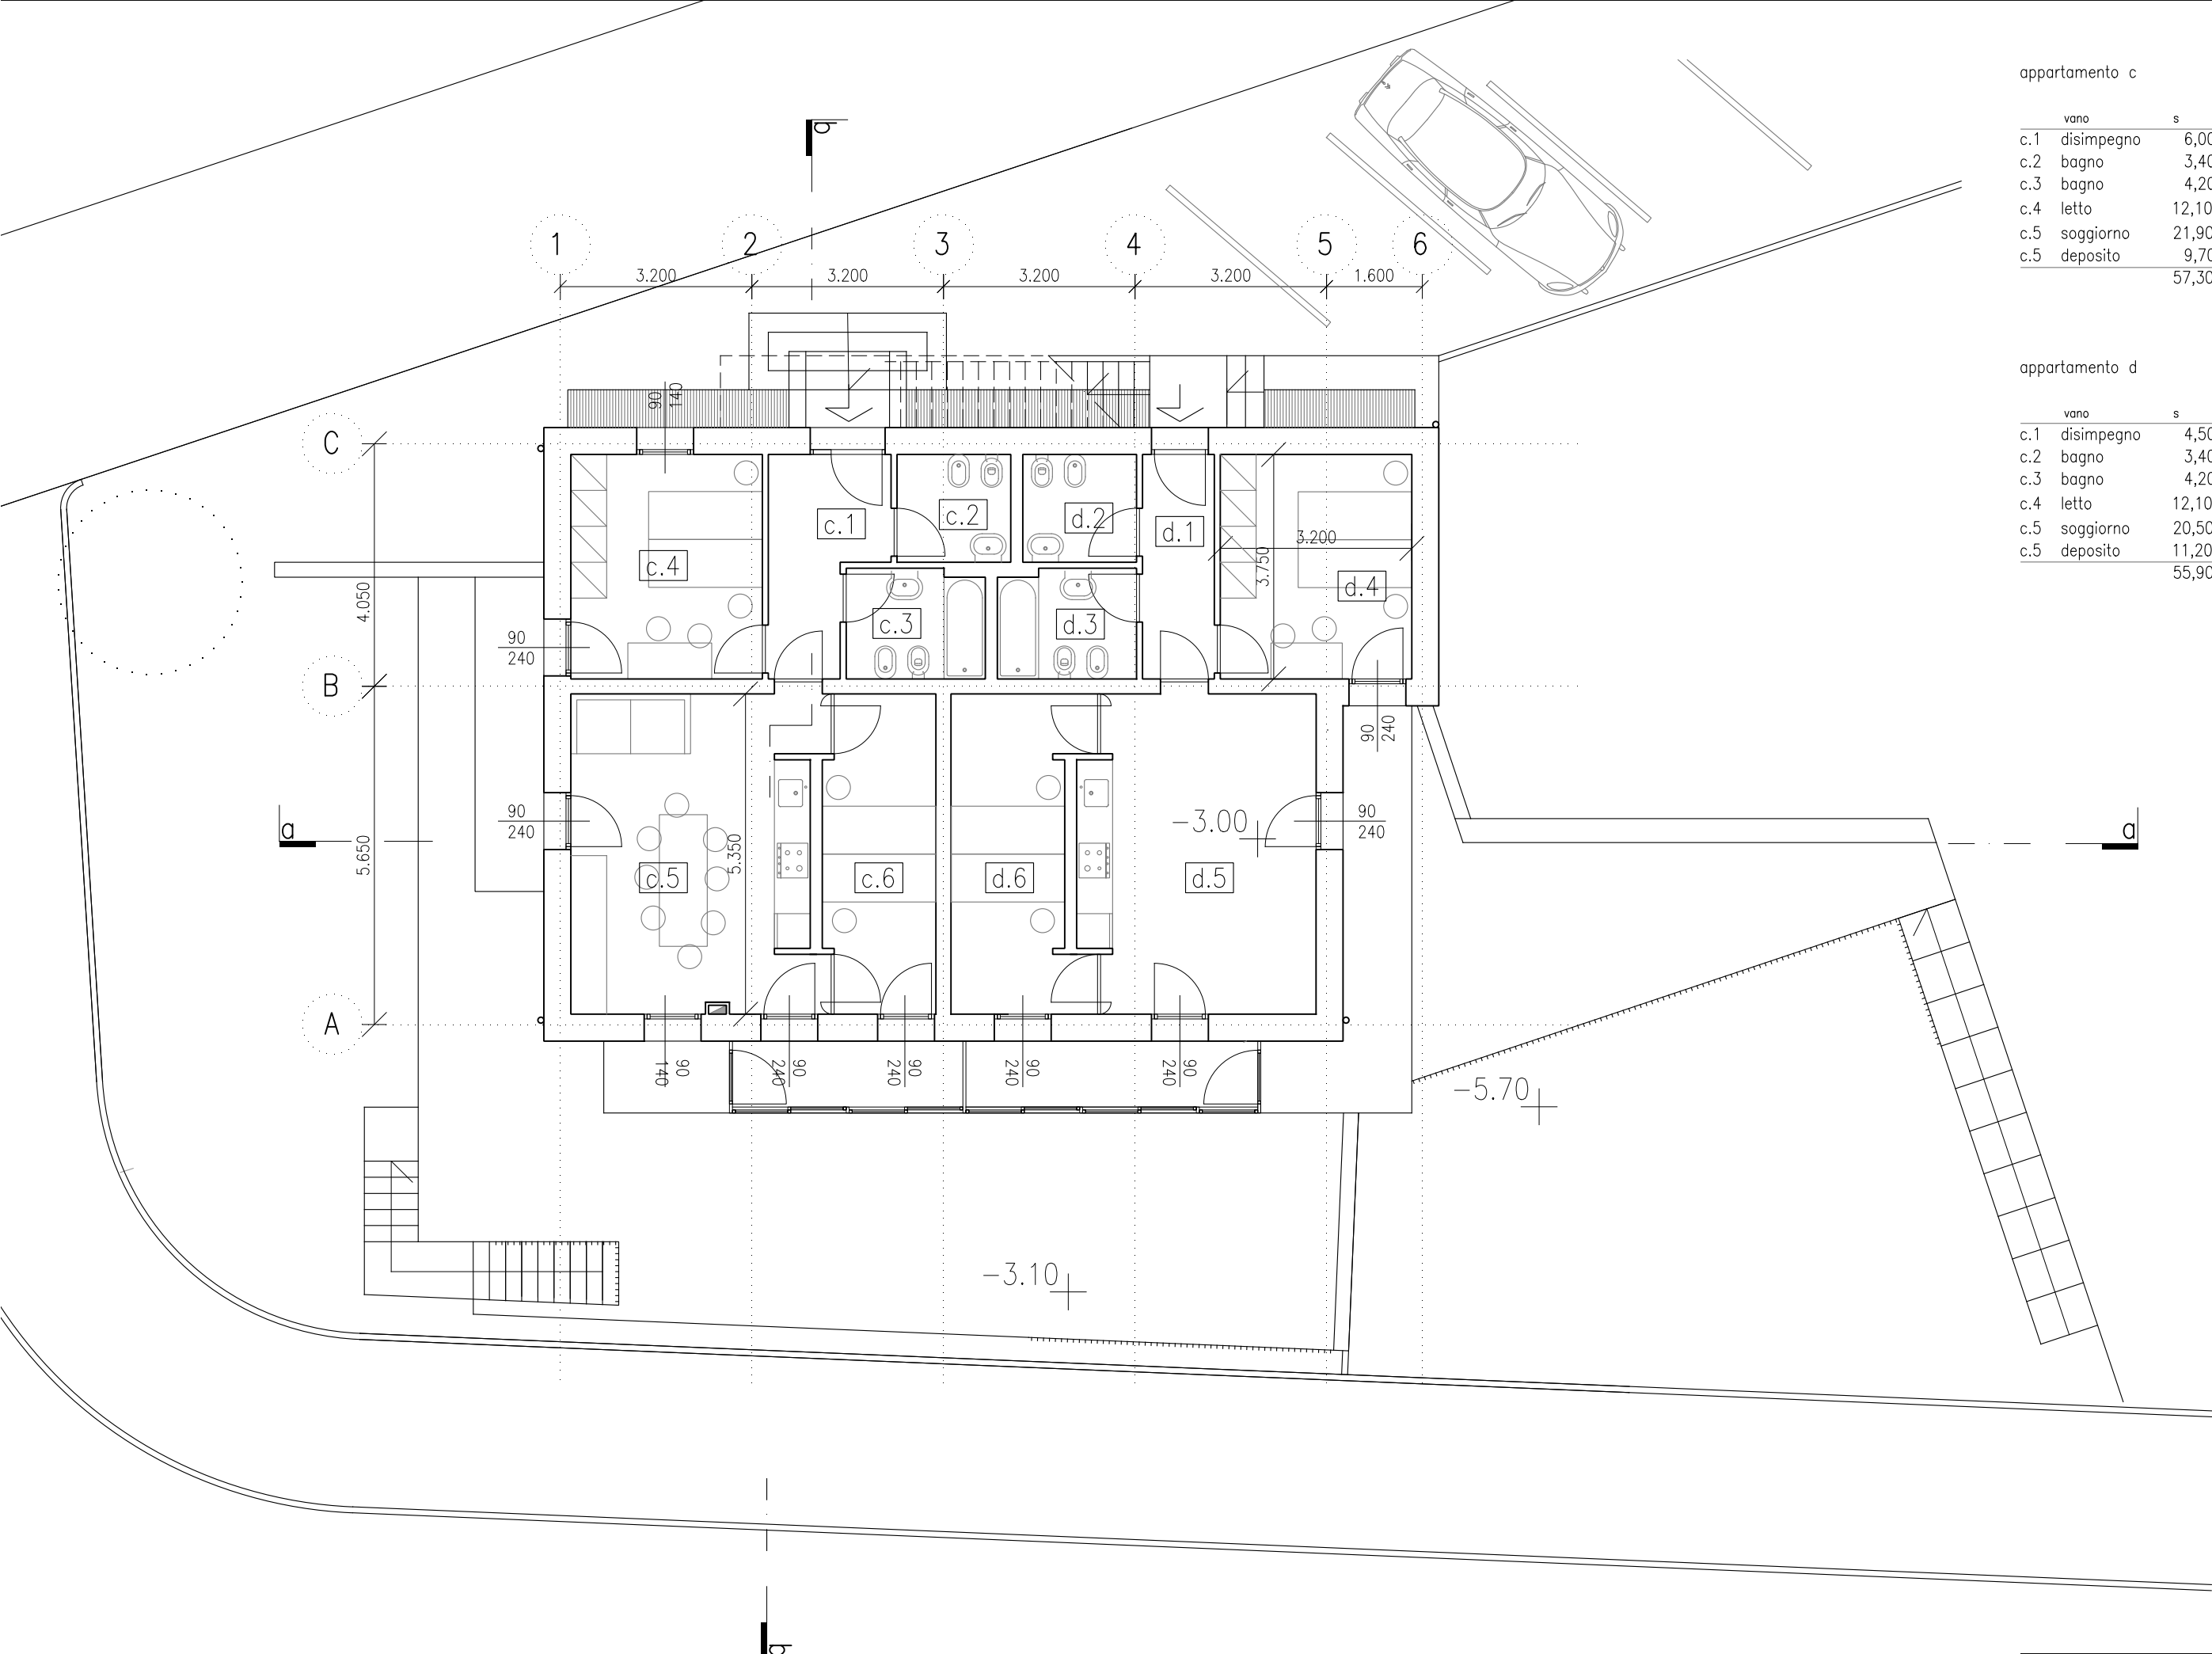 appartamento c
vano s
c.1 disimpegno 6,00
c.2 bagno 3,40
c.3 bagno 4,20
c.4 letto 12,10
c.5 soggiorno 21,90
c.5 deposito 9,70
57,30
appartamento d
vano s
c.1 disimpegno 4,50
c.2 bagno 3,40
c.3 bagno 4,20
c.4 letto 12,10
c.5 soggiorno 20,50
c.5 deposito 11,20
55,90
b
1 2 3 4 5 6
3.200 3.200 3.200 3.200 1.600
90
140
C
c.1 c.2 d.2 d.1
3.200
c.4 3.750 d.4
4.050
c.3 d.3
90
240
B
90
240
a
90
240
-3.00
90
240
a
5.650
5.350
c.5 c.6 d.6 d.5
A
90
140
90
240
90
240
90
240
90
240
-5.70
-3.10
b